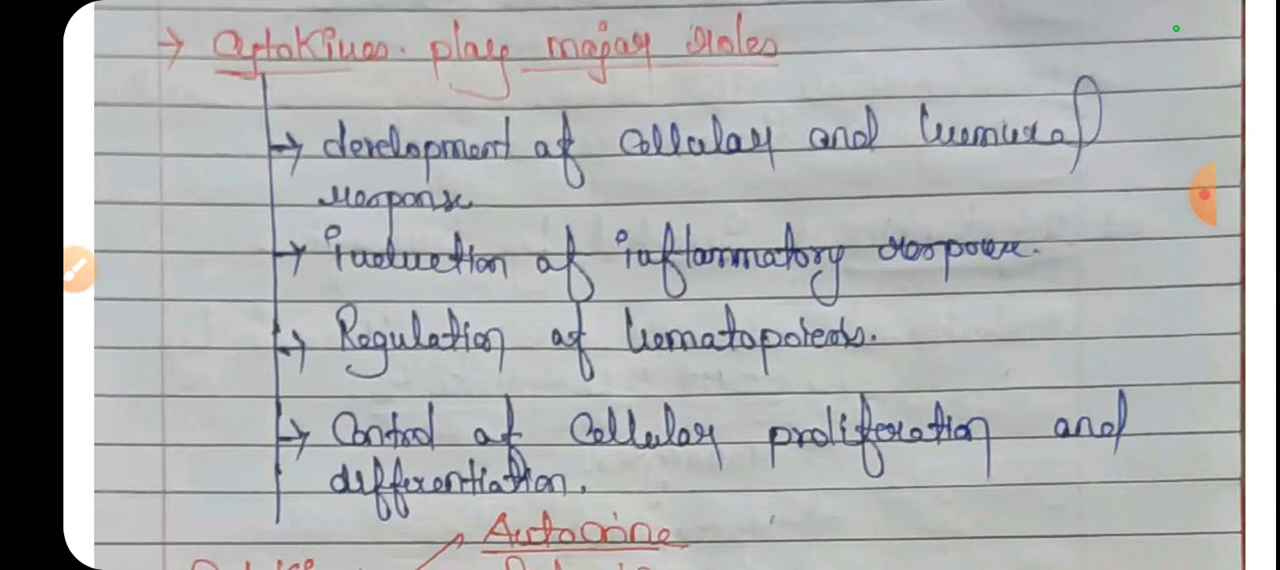 → Cytokines play major roles
→ development of cellular and humural
response
→ induction of inflammatory response.
→ Regulation of hematopoiesis.
→ Control of cellular proliferation and
differentiation.
Autocrine